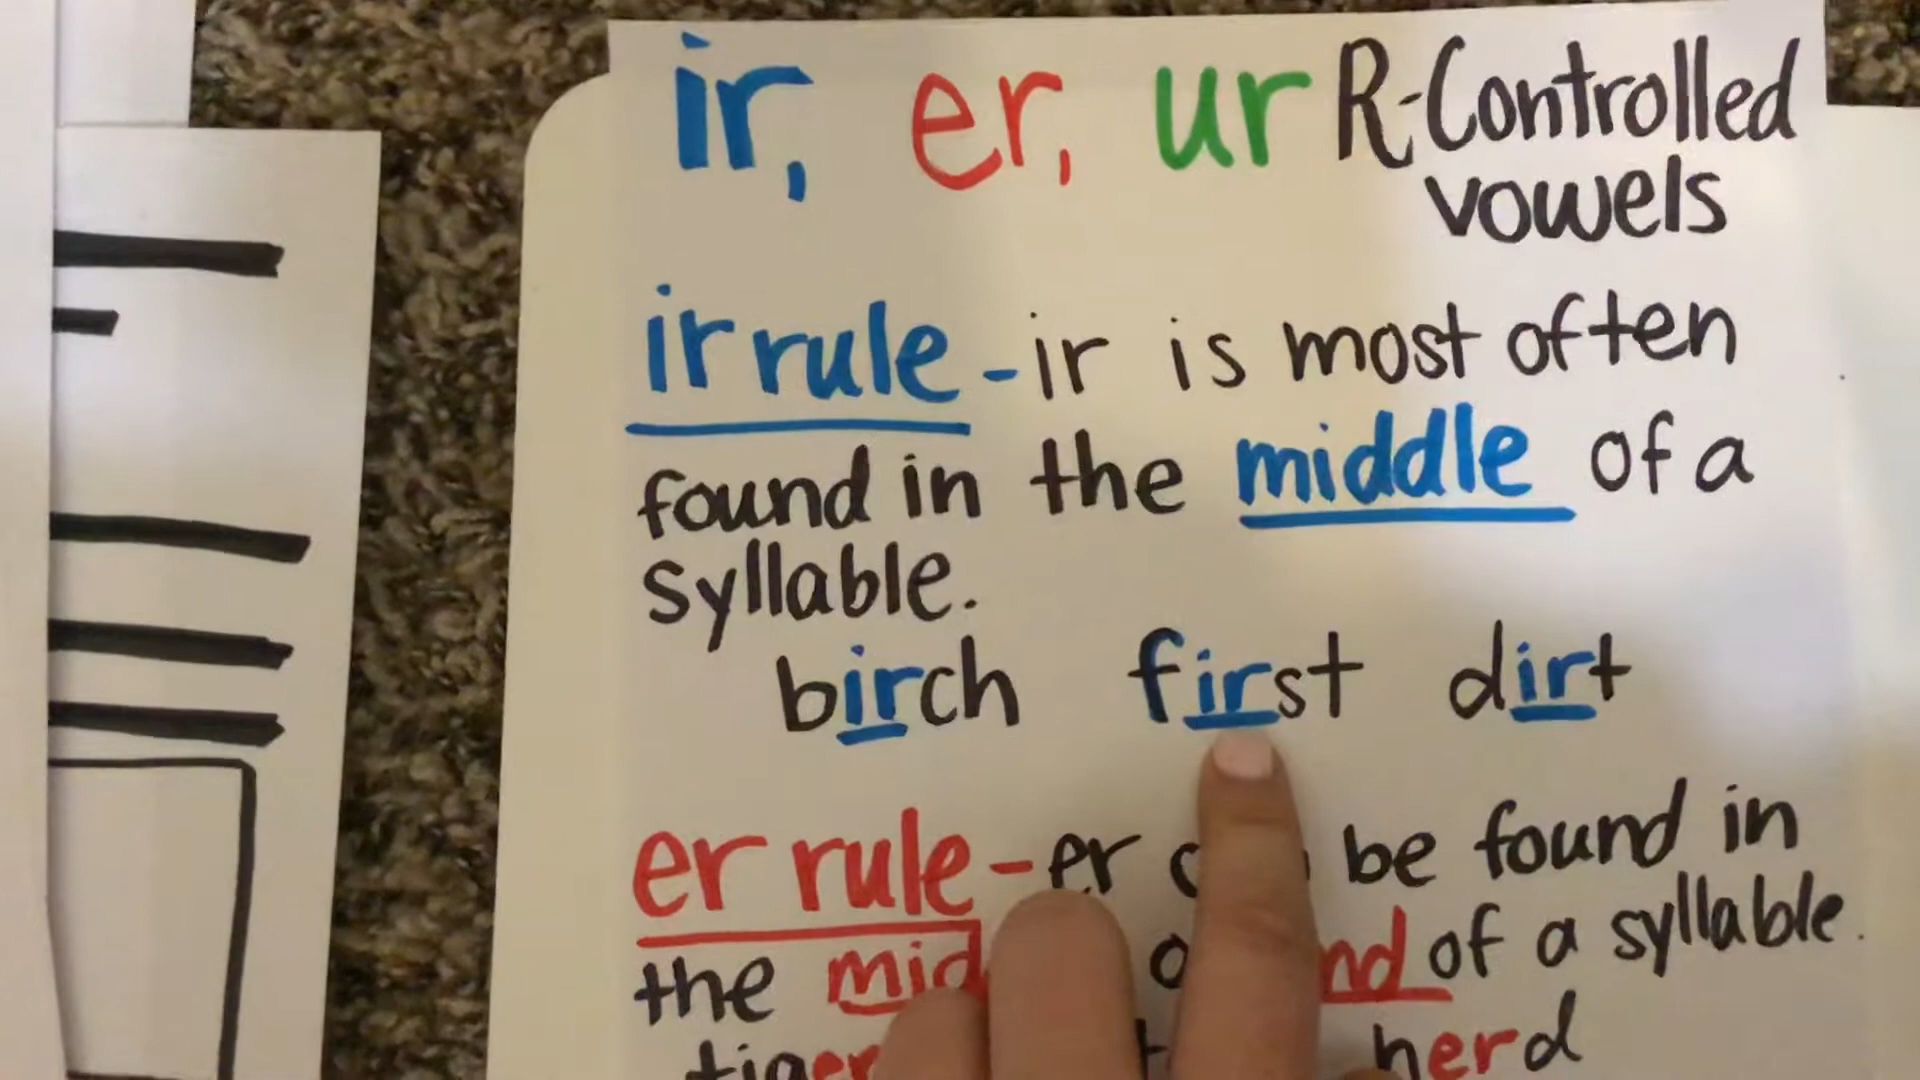 ir, er, ur R-Controlled
vowels
ir rule - ir is most often
found in the middle of a
syllable.
birch first dirt
er rule - er be found in
the of a syllable.
tiger herd